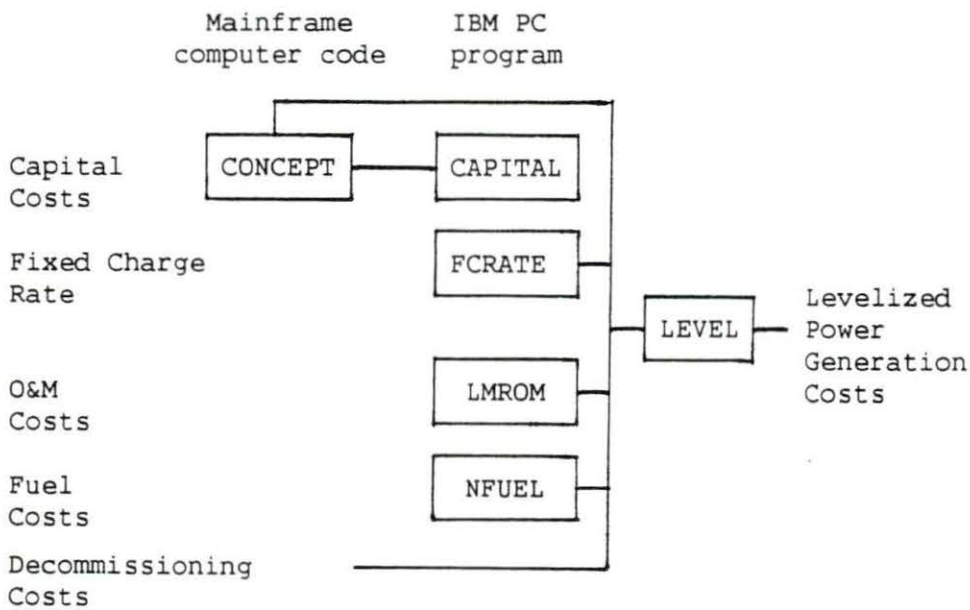 Mainframe
computer code
IBM PC
program
Capital
Costs
CONCEPT
CAPITAL
Fixed Charge
Rate
FCRATE
LEVEL
Levelized
Power
Generation
Costs
O&M
Costs
LMROM
Fuel
Costs
NFUEL
Decommissioning
Costs